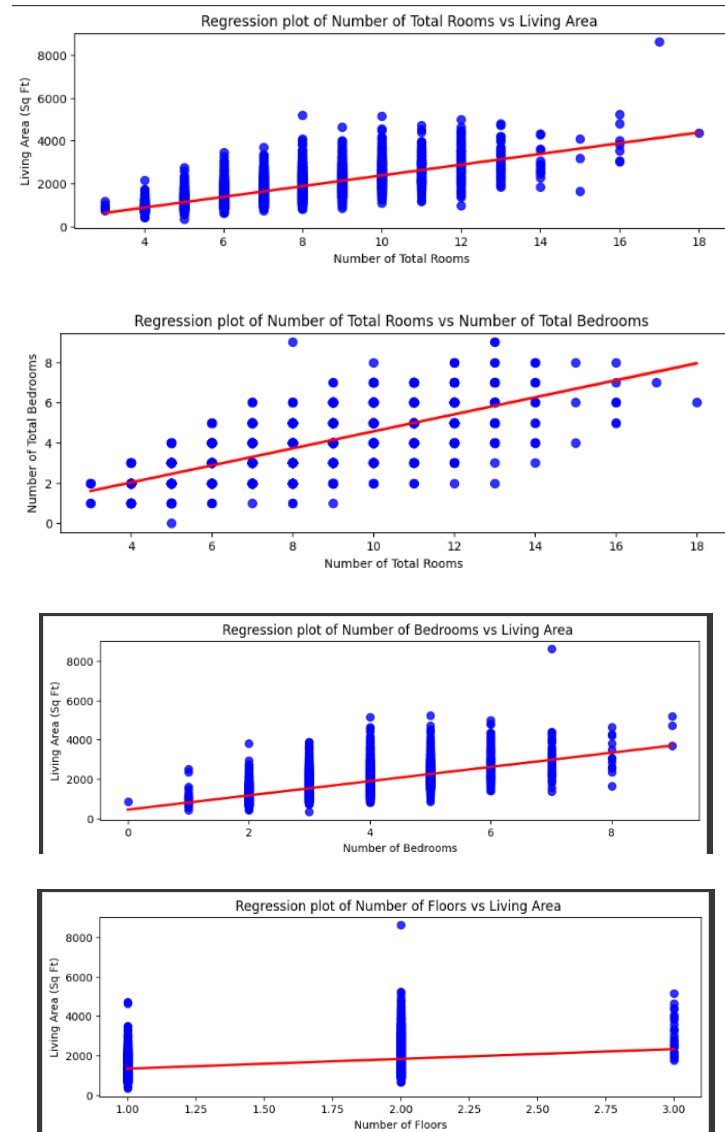 Regression plot of Number of Total Rooms vs Living Area
Living Area (Sq Ft)
8000
6000
4000
2000
0
4 6 8 10 12 14 16 18
Number of Total Rooms
Regression plot of Number of Total Rooms vs Number of Total Bedrooms
Number of Total Bedrooms
8
6
4
2
0
4 6 8 10 12 14 16 18
Number of Total Rooms
Regression plot of Number of Bedrooms vs Living Area
Living Area (Sq Ft)
8000
6000
4000
2000
0
0 2 4 6 8
Number of Bedrooms
Regression plot of Number of Floors vs Living Area
Living Area (Sq Ft)
8000
6000
4000
2000
0
1.00 1.25 1.50 1.75 2.00 2.25 2.50 2.75 3.00
Number of Floors